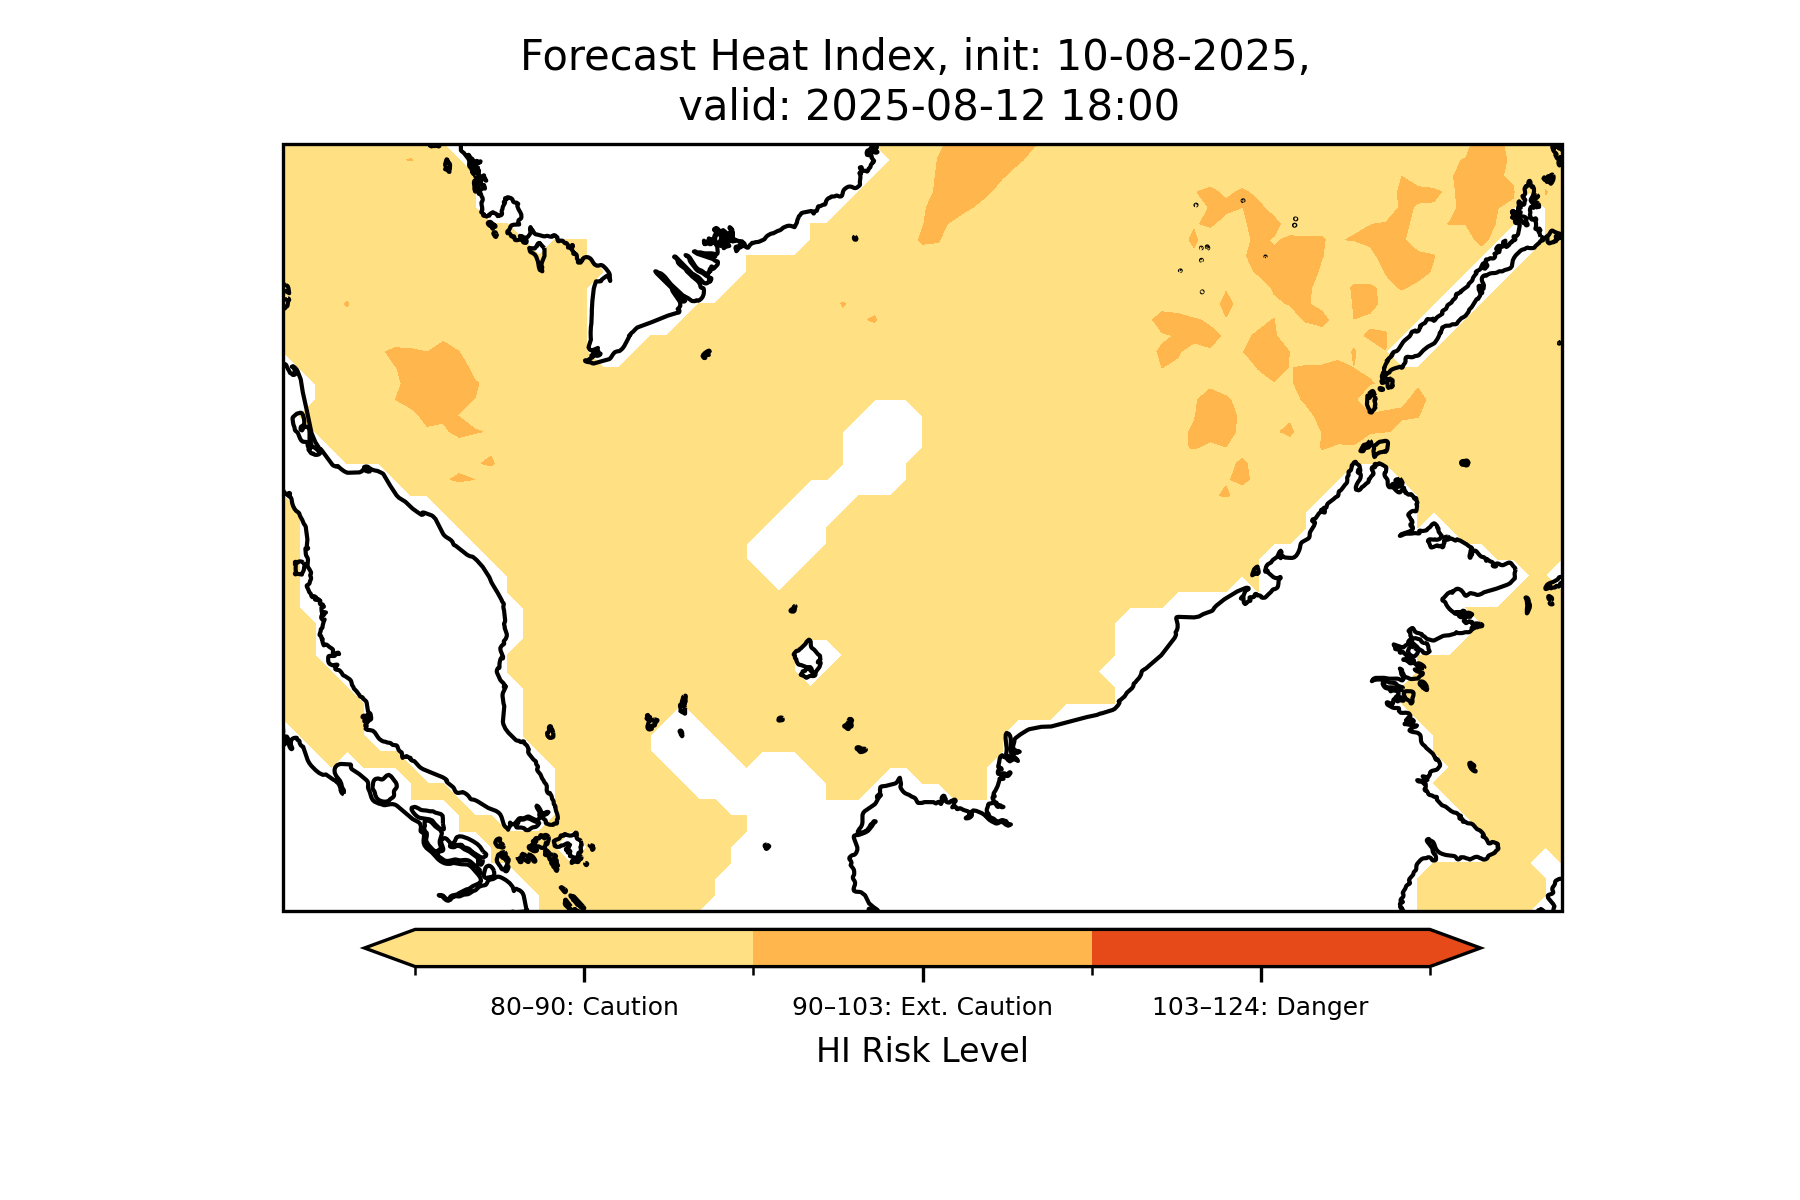 Forecast Heat Index, init: 10-08-2025,
valid: 2025-08-12 18:00
80–90: Caution
90–103: Ext. Caution
103–124: Danger
HI Risk Level